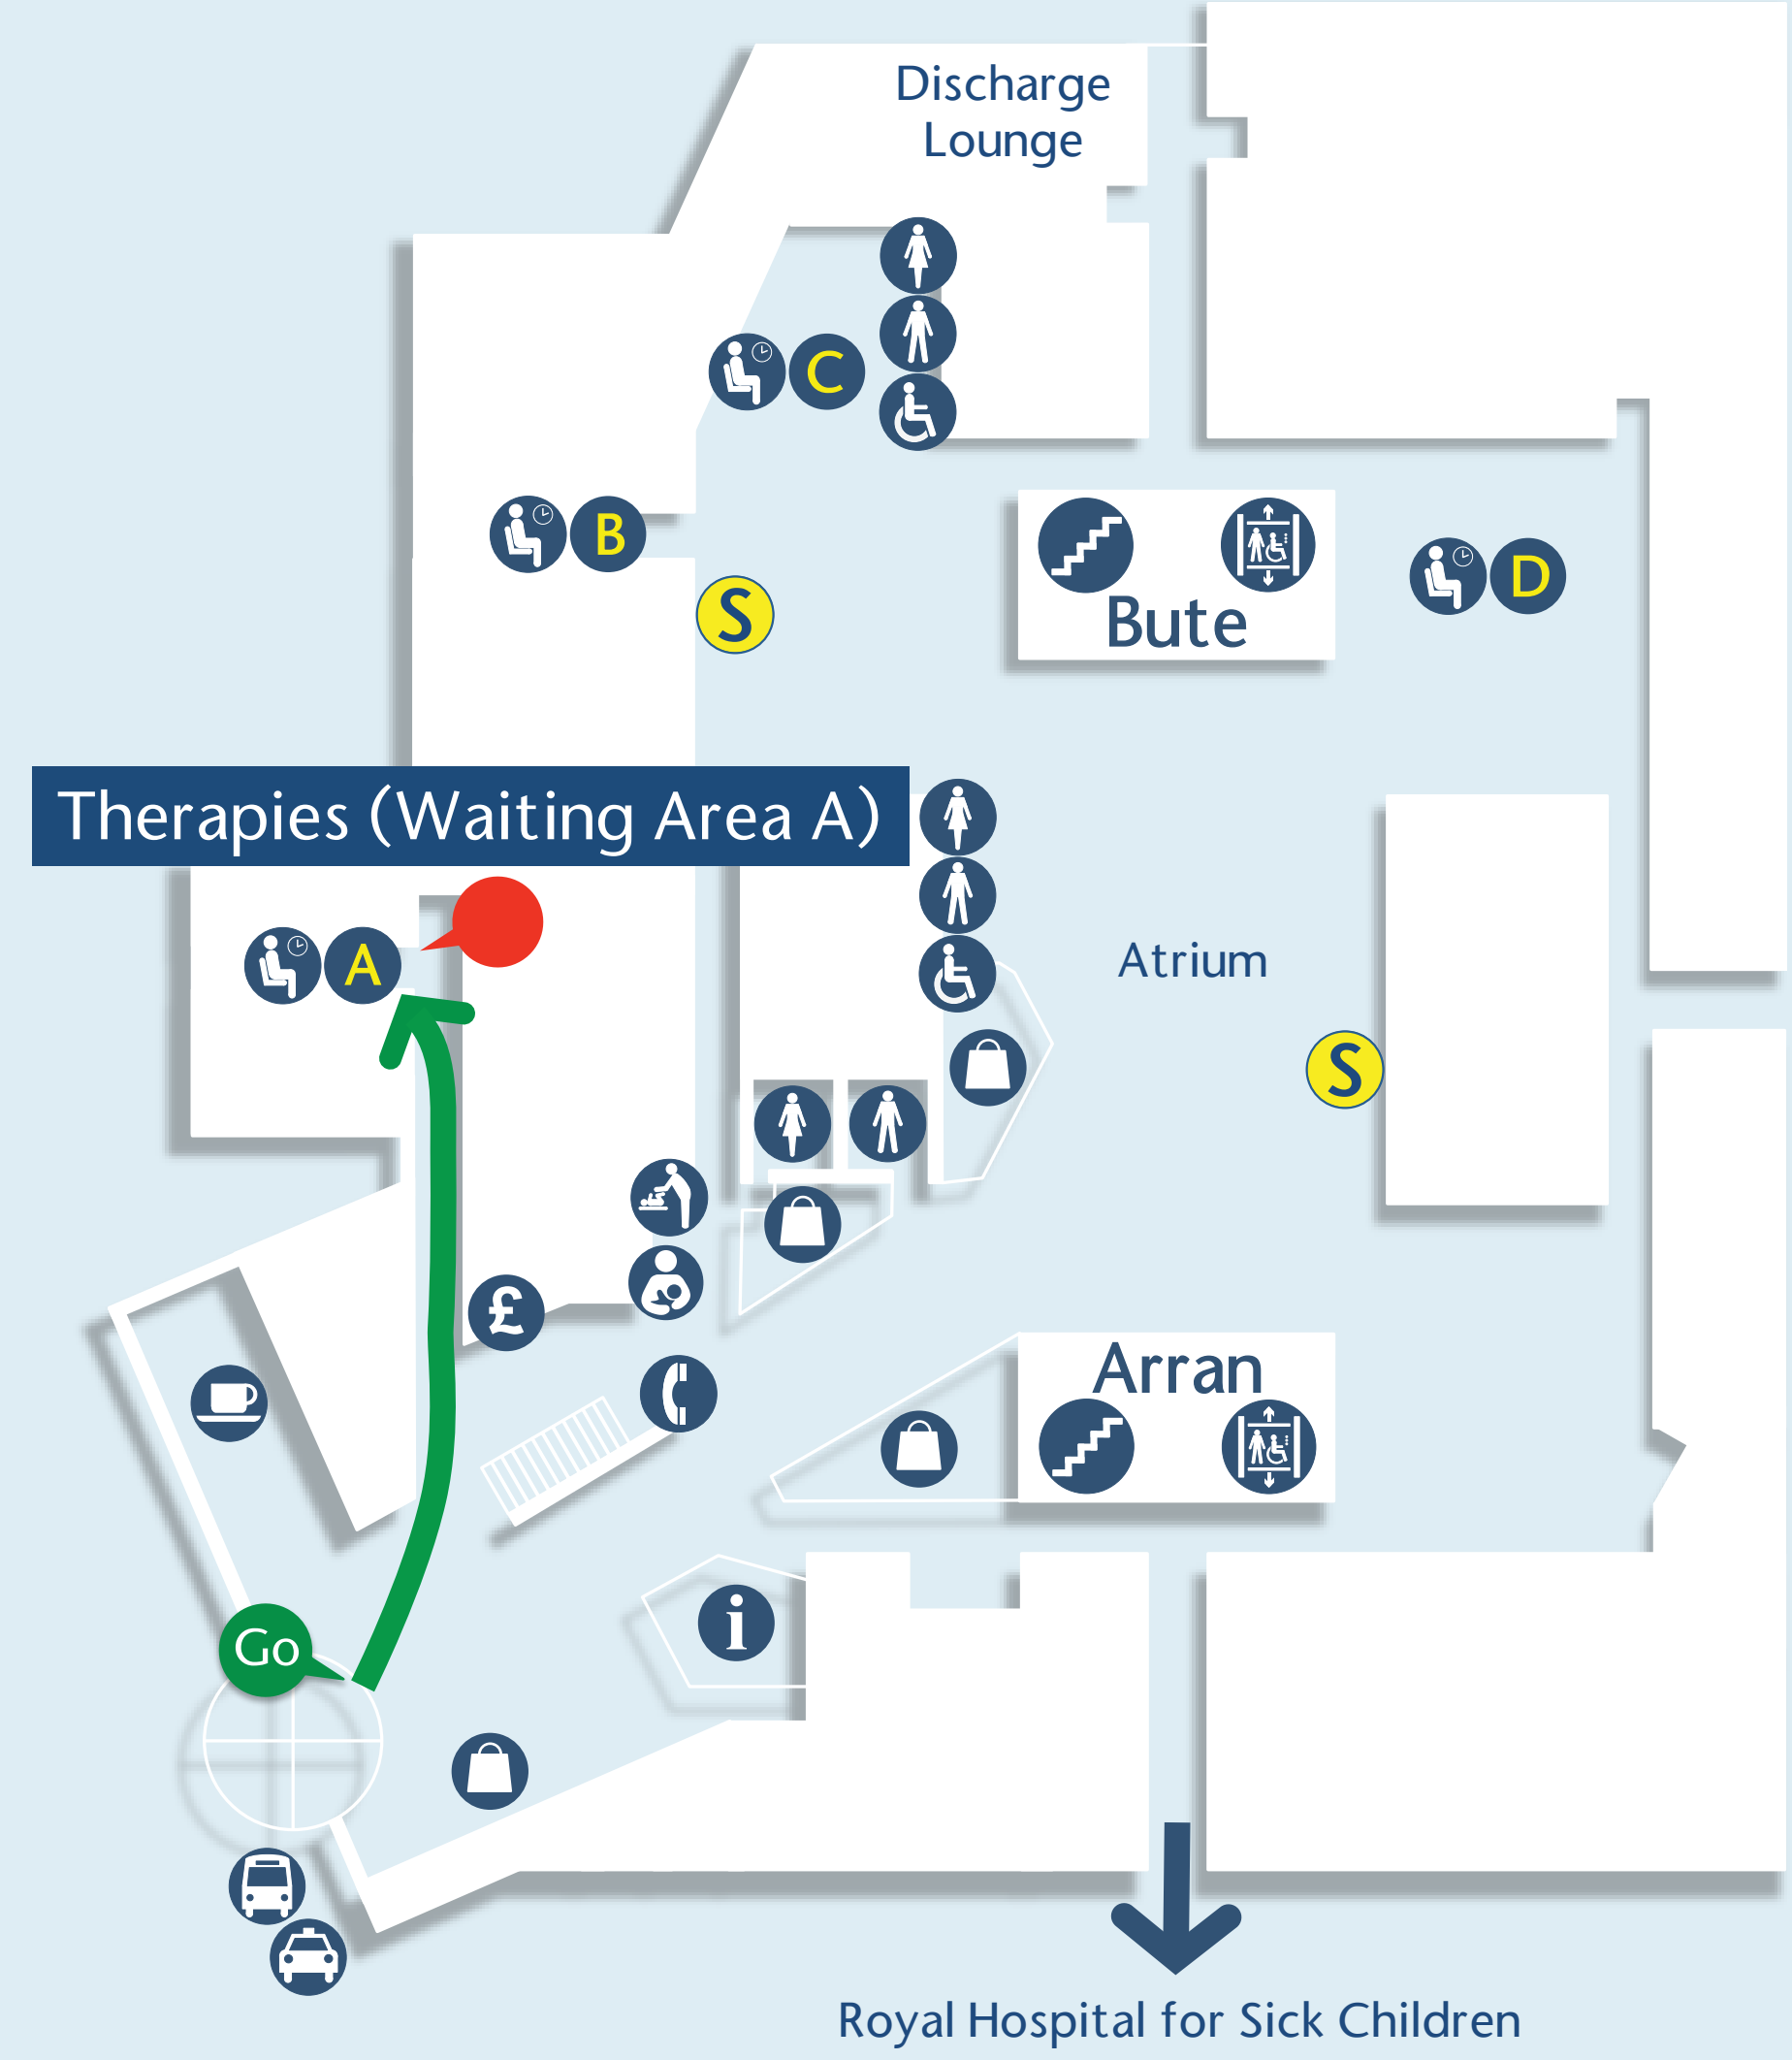 Discharge
Lounge
C
B
S
Bute
D
Therapies (Waiting Area A)
A
Atrium
S
£
Arran
i
Go
Royal Hospital for Sick Children